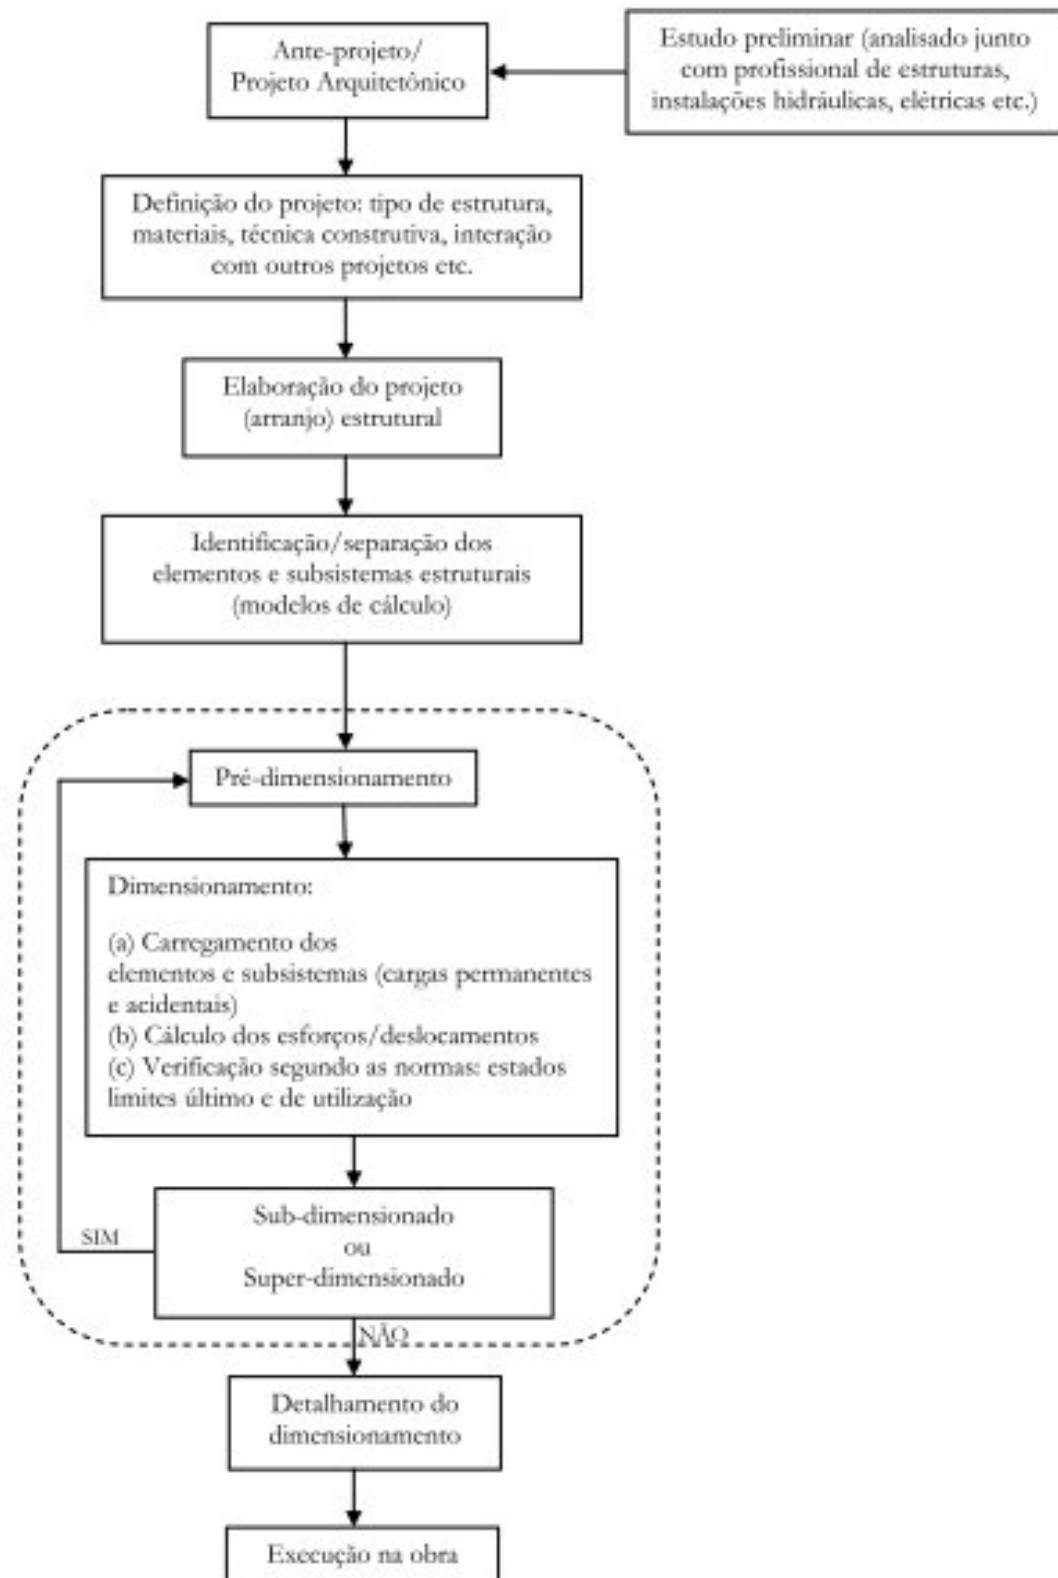 Ante-projeto/
Projeto Arquitetônico
Estudo preliminar (analisado junto
com profissional de estruturas,
instalações hidráulicas, elétricas etc.)
Definição do projeto: tipo de estrutura,
materiais, técnica construtiva, interação
com outros projetos etc.
Elaboração do projeto
(arranjo) estrutural
Identificação/separação dos
elementos e subsistemas estruturais
(modelos de cálculo)
Pré-dimensionamento
Dimensionamento:
(a) Carregamento dos
elementos e subsistemas (cargas permanentes
e acidentais)
(b) Cálculo dos esforços/deslocamentos
(c) Verificação segundo as normas: estados
limites último e de utilização
Sub-dimensionado
ou
Super-dimensionado
SIM
NÃO
Detalhamento do
dimensionamento
Execução na obra